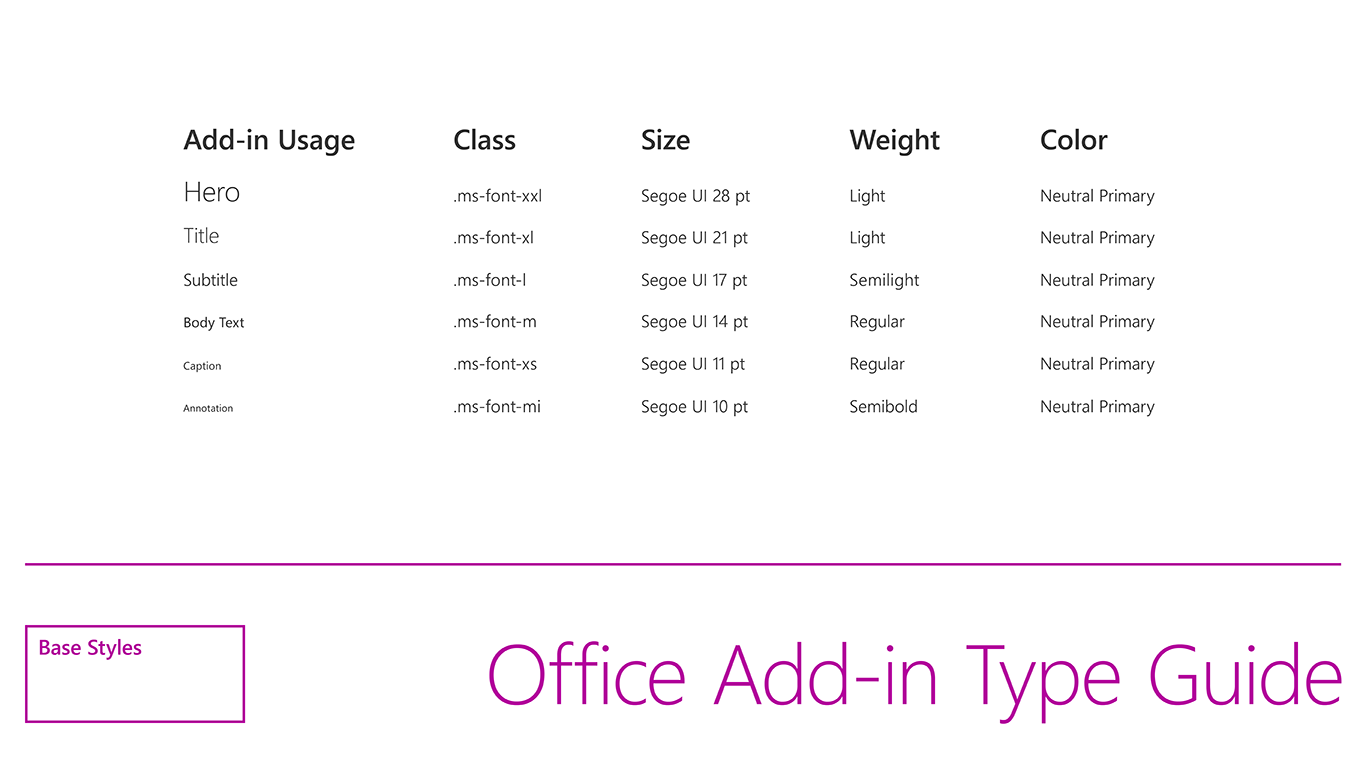 Add-in Usage Class Size Weight Color
Hero .ms-font-xxl Segoe UI 28 pt Light Neutral Primary
Title .ms-font-xl Segoe UI 21 pt Light Neutral Primary
Subtitle .ms-font-l Segoe UI 17 pt Semilight Neutral Primary
Body Text .ms-font-m Segoe UI 14 pt Regular Neutral Primary
Caption .ms-font-xs Segoe UI 11 pt Regular Neutral Primary
Annotation .ms-font-mi Segoe UI 10 pt Semibold Neutral Primary
Base Styles
Office Add-in Type Guide